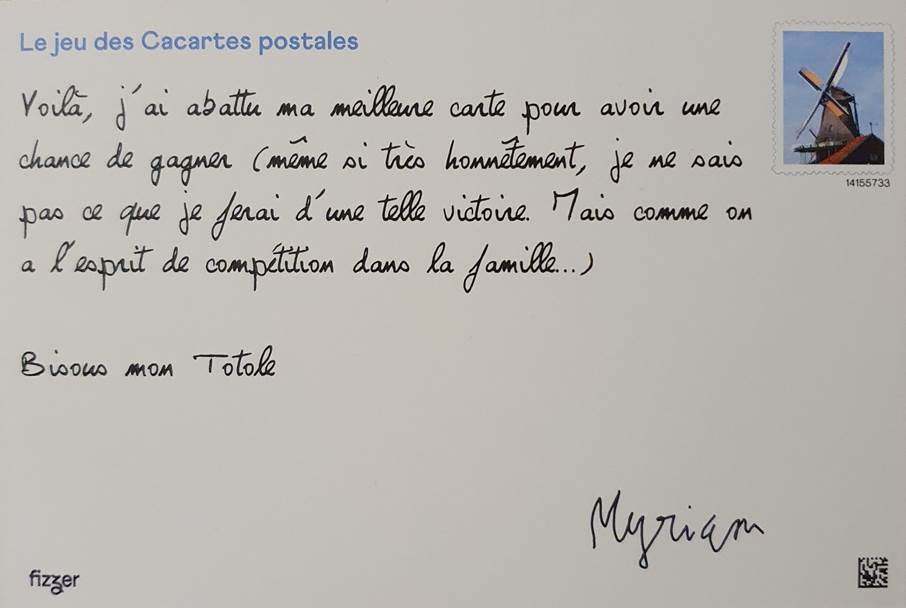 Le jeu des Cacartes postales
14155733
Voilà, j'ai abattu ma meilleure carte pour avoir une
chance de gagner (même si très honnêtement, je ne sais
pas ce que je ferai d'une telle victoire. Mais comme on
a l'esprit de compétition dans la famille...)
Bisous mon Totole
Myriam
fizzer